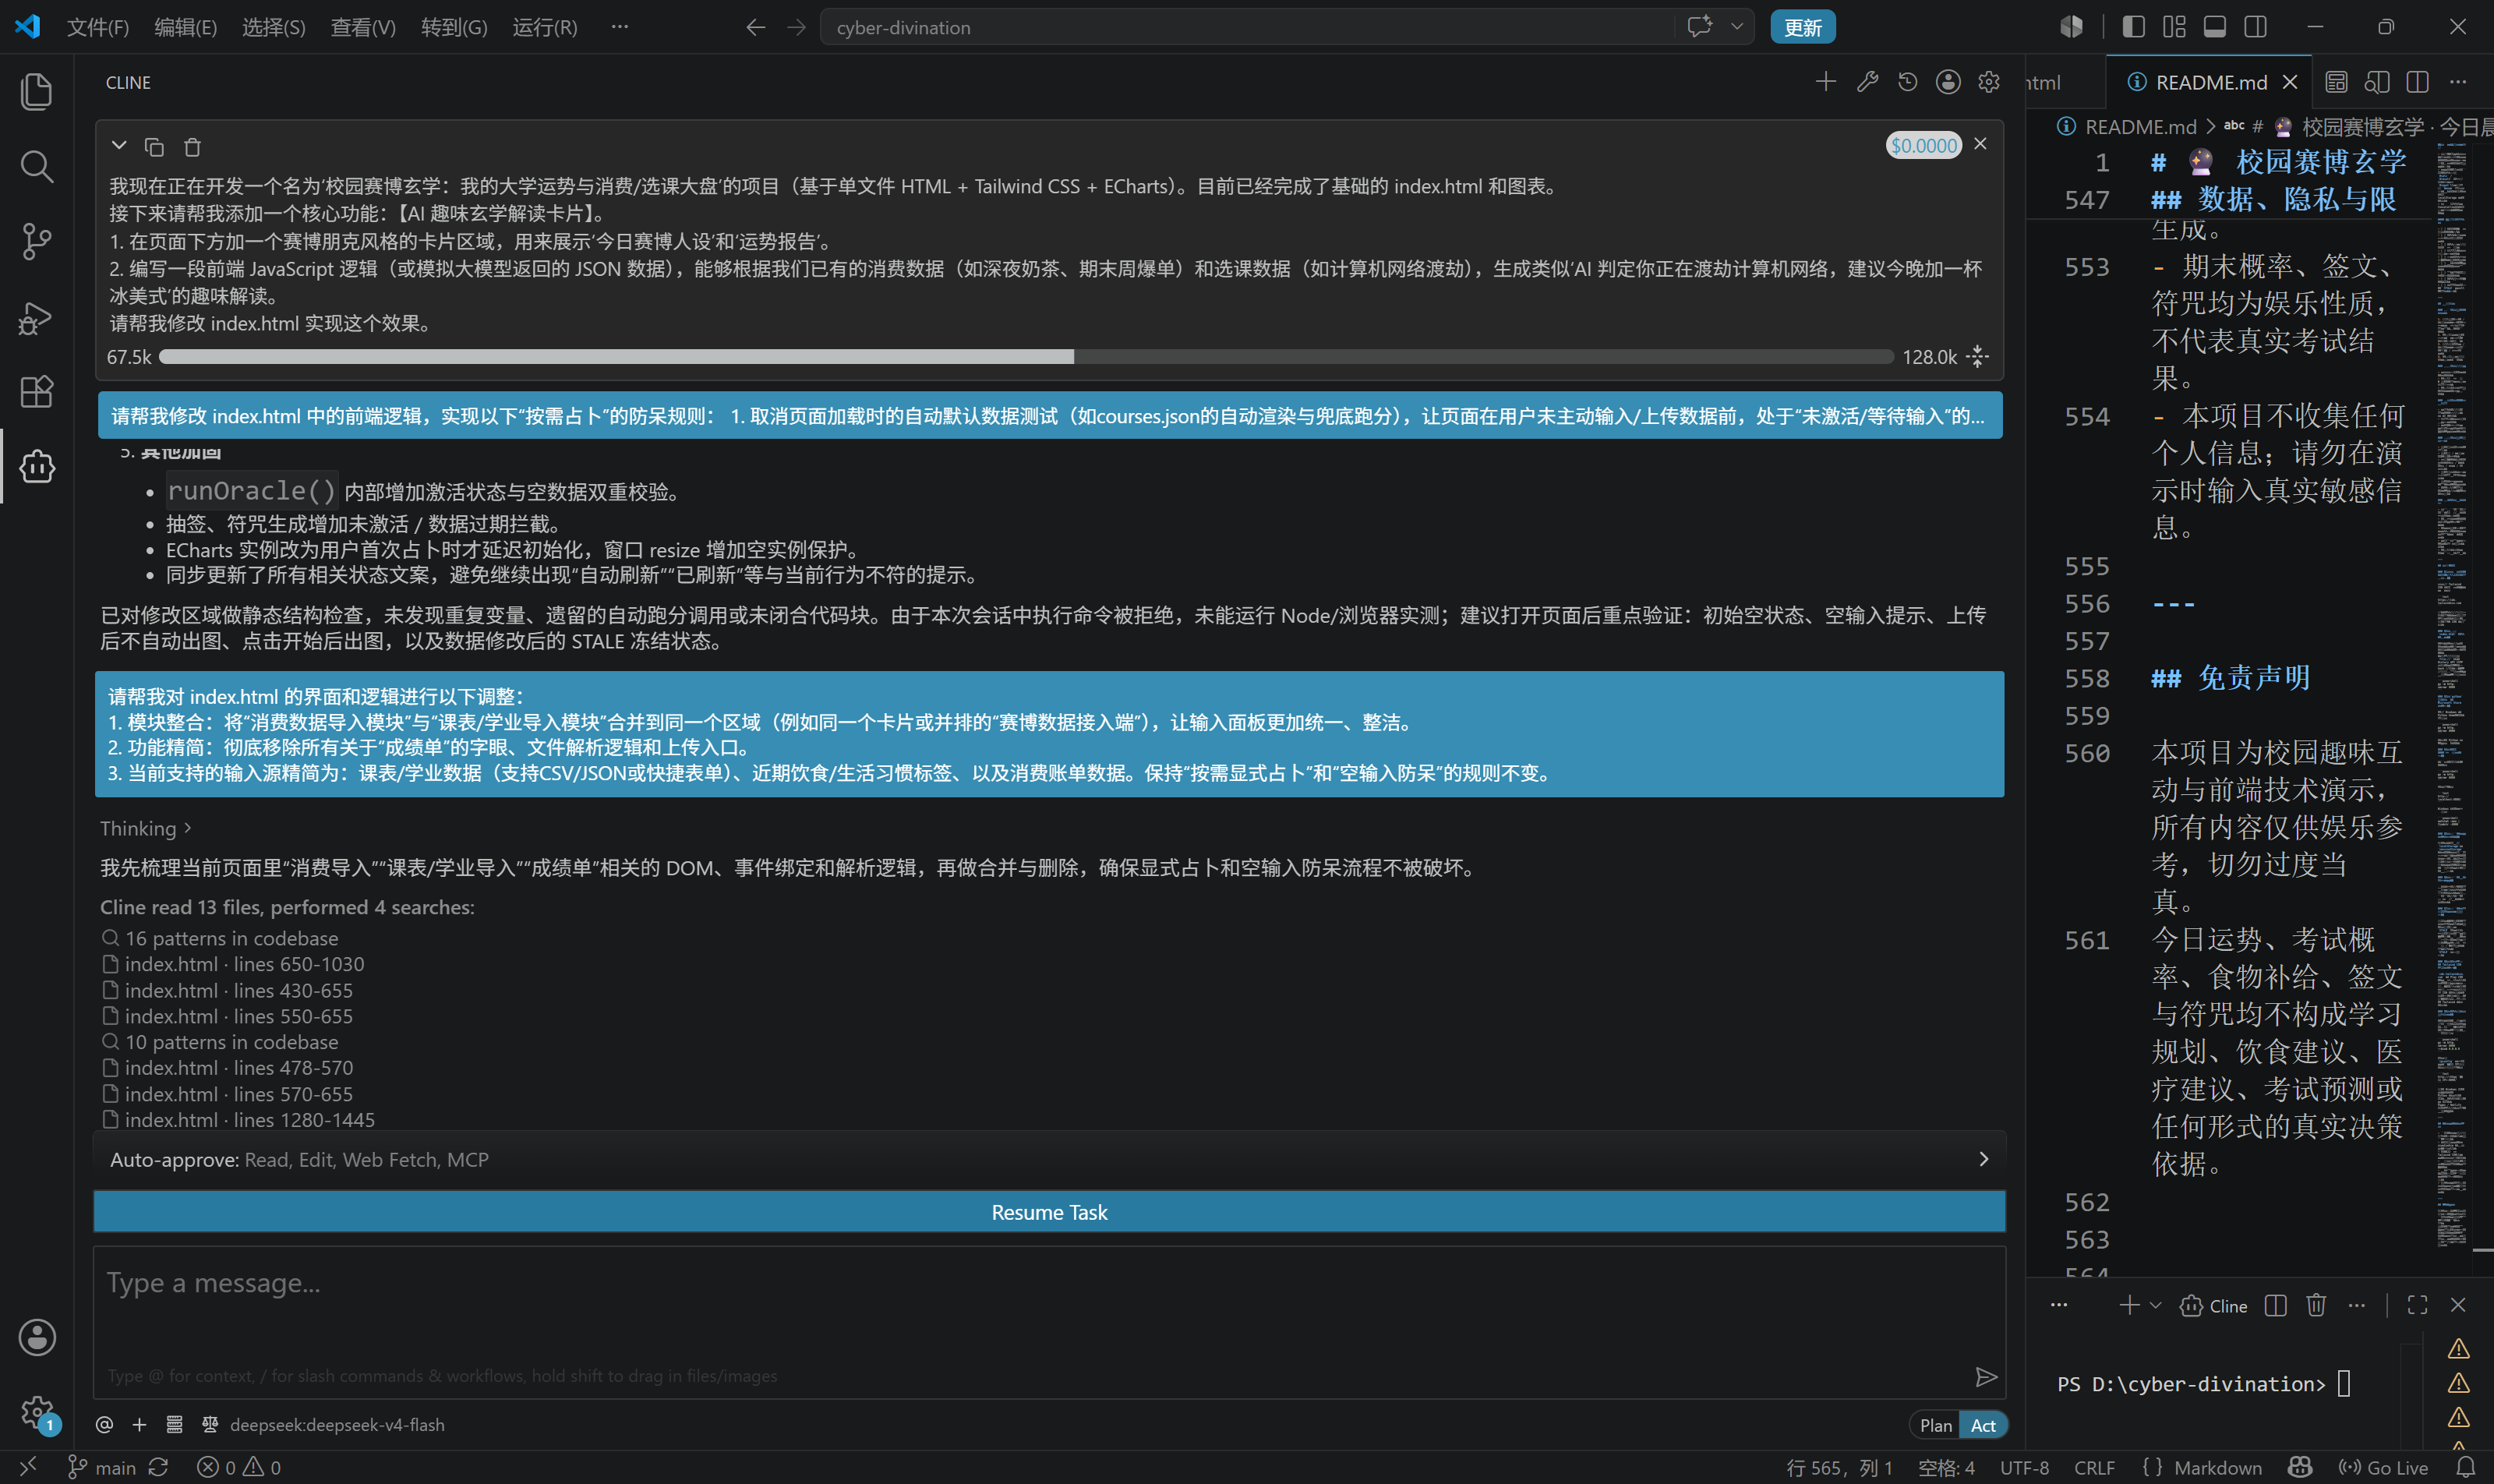 文件(F) 编辑(E) 选择(S) 查看(V) 转到(G) 运行(R) ··· cyber-divination 更新
CLINE
$0.0000
我现在正在开发一个名为‘校园赛博玄学：我的大学运势与消费/选课大盘’的项目（基于单文件 HTML + Tailwind CSS + ECharts）。目前已经完成了基础的 index.html 和图表。
接下来请帮我添加一个核心功能：【AI 趣味玄学解读卡片】。
1. 在页面下方加一个赛博朋克风格的卡片区域，用来展示‘今日赛博人设’和‘运势报告’。
2. 编写一段前端 JavaScript 逻辑（或模拟大模型返回的 JSON 数据），能够根据我们已有的消费数据（如深夜奶茶、期末周爆单）和选课数据（如计算机网络渡劫），生成类似‘AI 判定你正在渡劫计算机网络，建议今晚加一杯
冰美式’的趣味解读。
请帮我修改 index.html 实现这个效果。
67.5k 128.0k
请帮我修改 index.html 中的前端逻辑，实现以下“按需占卜”的防呆规则： 1. 取消页面加载时的自动默认数据测试（如courses.json的自动渲染与兜底跑分），让页面在用户未主动输入/上传数据前，处于“未激活/等待输入”的...
5. 其他加固
• runOracle() 内部增加激活状态与空数据双重校验。
• 抽签、符咒生成增加未激活 / 数据过期拦截。
• ECharts 实例改为用户首次占卜时才延迟初始化，窗口 resize 增加空实例保护。
• 同步更新了所有相关状态文案，避免继续出现“自动刷新”“已刷新”等与当前行为不符的提示。
已对修改区域做静态结构检查，未发现重复变量、遗留的自动跑分调用或未闭合代码块。由于本次会话中执行命令被拒绝，未能运行 Node/浏览器实测；建议打开页面后重点验证：初始空状态、空输入提示、上传
后不自动出图、点击开始后出图，以及数据修改后的 STALE 冻结状态。
请帮我对 index.html 的界面和逻辑进行以下调整：
1. 模块整合：将“消费数据导入模块”与“课表/学业导入模块”合并到同一个区域（例如同一个卡片或并排的“赛博数据接入端”），让输入面板更加统一、整洁。
2. 功能精简：彻底移除所有关于“成绩单”的字眼、文件解析逻辑和上传入口。
3. 当前支持的输入源精简为：课表/学业数据（支持CSV/JSON或快捷表单）、近期饮食/生活习惯标签、以及消费账单数据。保持“按需显式占卜”和“空输入防呆”的规则不变。
Thinking
我先梳理当前页面里“消费导入”“课表/学业导入”“成绩单”相关的 DOM、事件绑定和解析逻辑，再做合并与删除，确保显式占卜和空输入防呆流程不被破坏。
Cline read 13 files, performed 4 searches:
16 patterns in codebase
index.html · lines 650-1030
index.html · lines 430-655
index.html · lines 550-655
10 patterns in codebase
index.html · lines 478-570
index.html · lines 570-655
index.html · lines 1280-1445
Auto-approve: Read, Edit, Web Fetch, MCP
Resume Task
Type a message...
Type @ for context, / for slash commands & workflows, hold shift to drag in files/images
deepseek:deepseek-v4-flash
Plan Act
html README.md
README.md > abc # 🔮 校园赛博玄学 · 今日晨
1 # 🔮 校园赛博玄学
547 ## 数据、隐私与限
生成。
553 - 期末概率、签文、
符咒均为娱乐性质，
不代表真实考试结
果。
554 - 本项目不收集任何
个人信息；请勿在演
示时输入真实敏感信
息。
555
556 ---
557
558 ## 免责声明
559
560 本项目为校园趣味互
动与前端技术演示，
所有内容仅供娱乐参
考，切勿过度当
真。
561 今日运势、考试概
率、食物补给、签文
与符咒均不构成学习
规划、饮食建议、医
疗建议、考试预测或
任何形式的真实决策
依据。
562
563
564
Cline
PS D:\cyber-divination>
1
main 0 0 行 565，列 1 空格: 4 UTF-8 CRLF {} Markdown Go Live